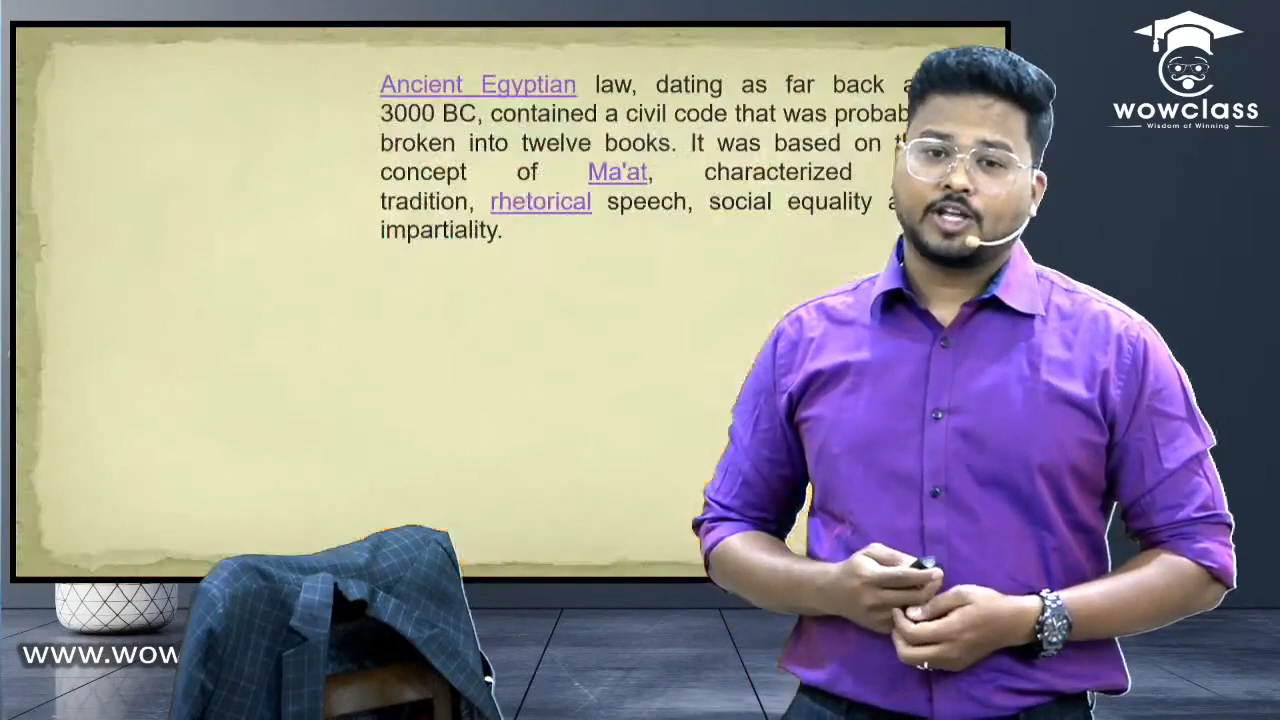 Ancient Egyptian law, dating as far back
3000 BC, contained a civil code that was
broken into twelve books. It was based on
concept of Ma'at, characterized
tradition, rhetorical speech, social equality
impartiality.
wowclass
Wisdom of Winning
www.wow